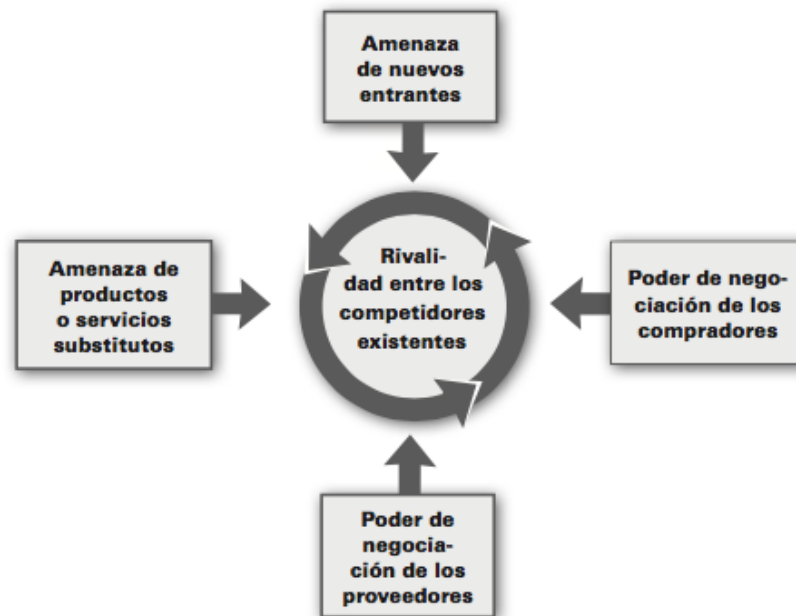 Amenaza
de nuevos
entrantes
Amenaza de
productos
o servicios
substitutos
Rivali-
dad entre los
competidores
existentes
Poder de nego-
ciación de los
compradores
Poder de
negocia-
ción de los
proveedores